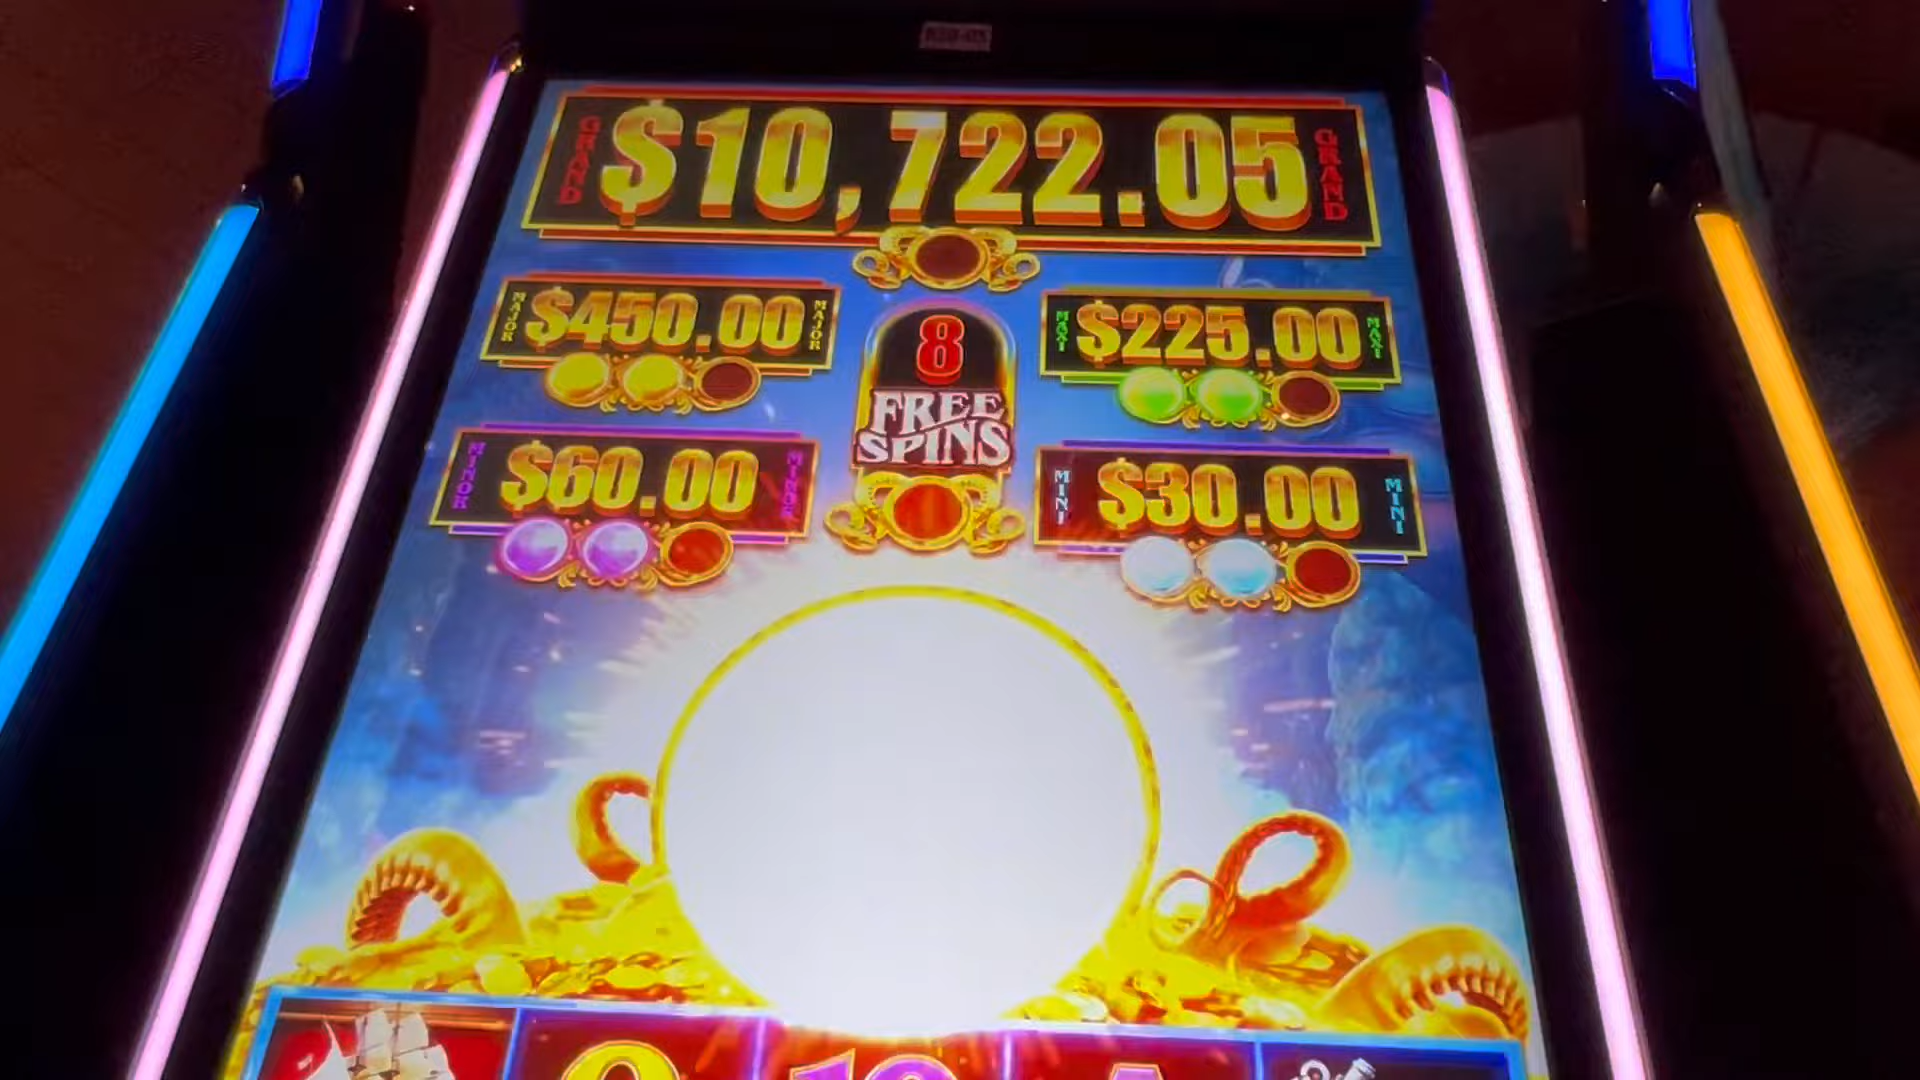 GRAND $10,722.05 GRAND
MAJOR $450.00 MAJOR
8
FREE
SPINS
MAXI $225.00 MAXI
MINOR $60.00 MINOR
MINI $30.00 MINI